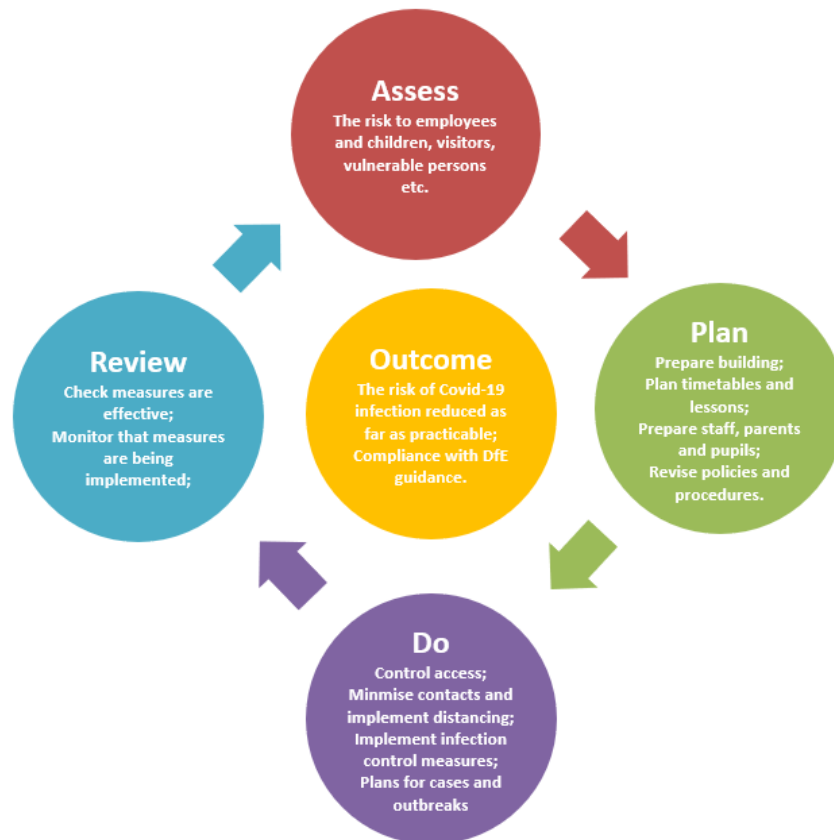 Assess
The risk to employees
and children, visitors,
vulnerable persons
etc.
Plan
Prepare building;
Plan timetables and
lessons;
Prepare staff, parents
and pupils;
Revise policies and
procedures.
Do
Control access;
Minmise contacts and
implement distancing;
Implement infection
control measures;
Plans for cases and
outbreaks
Review
Check measures are
effective;
Monitor that measures
are being
implemented;
Outcome
The risk of Covid-19
infection reduced as
far as practicable;
Compliance with DfE
guidance.